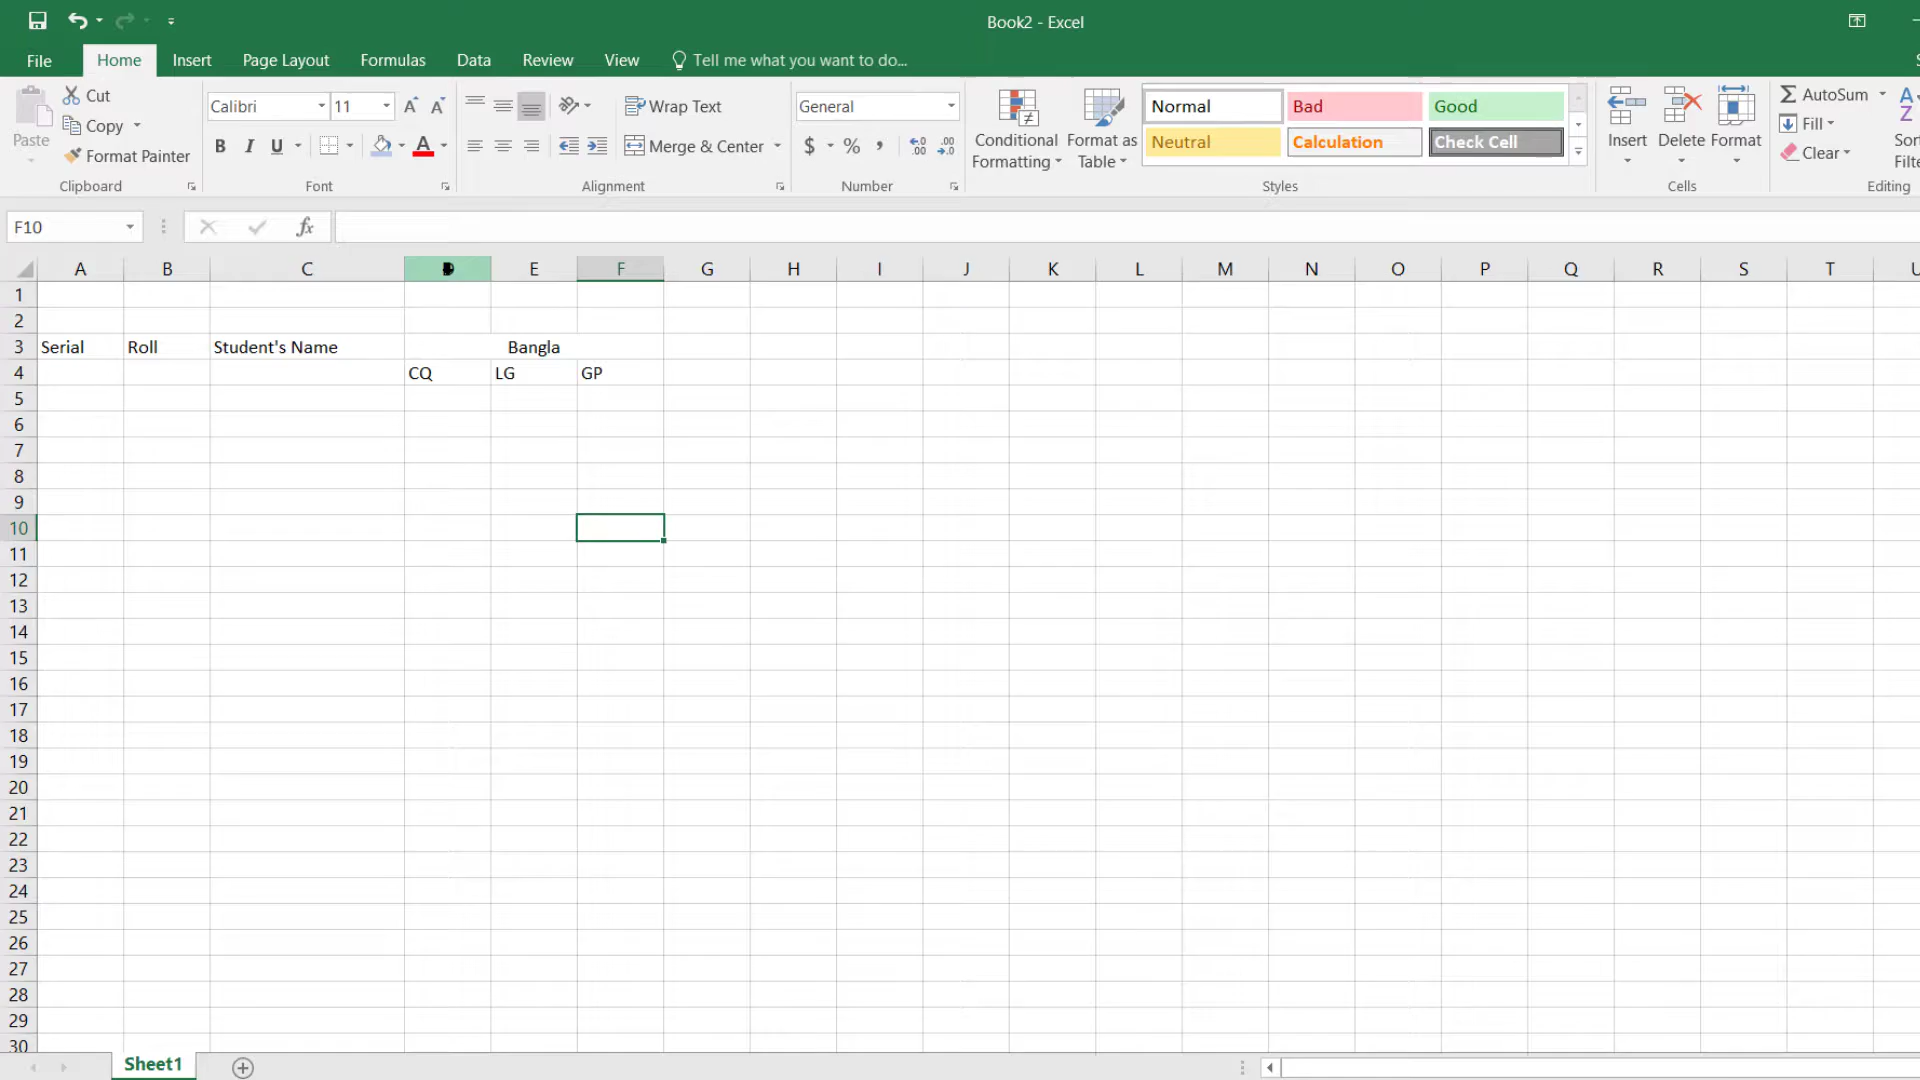 Book2 - Excel
File Home Insert Page Layout Formulas Data Review View Tell me what you want to do...
Paste
Cut
Copy
Format Painter
Clipboard
Calibri 11
B I U
Font
Wrap Text
Merge & Center
Alignment
General
$ % ,
Number
Conditional Formatting
Format as Table
Normal Bad Good
Neutral Calculation Check Cell
Styles
Insert Delete Format
Cells
AutoSum
Fill
Clear
Editing
F10 fx
A B C D E F G H I J K L M N O P Q R S T U
1
2
3 Serial Roll Student's Name Bangla
4 CQ LG GP
5
6
7
8
9
10
11
12
13
14
15
16
17
18
19
20
21
22
23
24
25
26
27
28
29
30
Sheet1